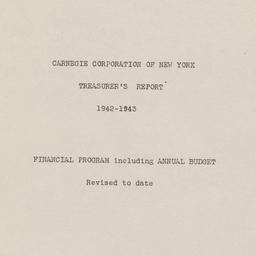 CARNEGIE CORPORATION OF NEW YORK
TREASURER'S REPORT
1942-1943
FINANCIAL PROGRAM including ANNUAL BUDGET
Revised to date